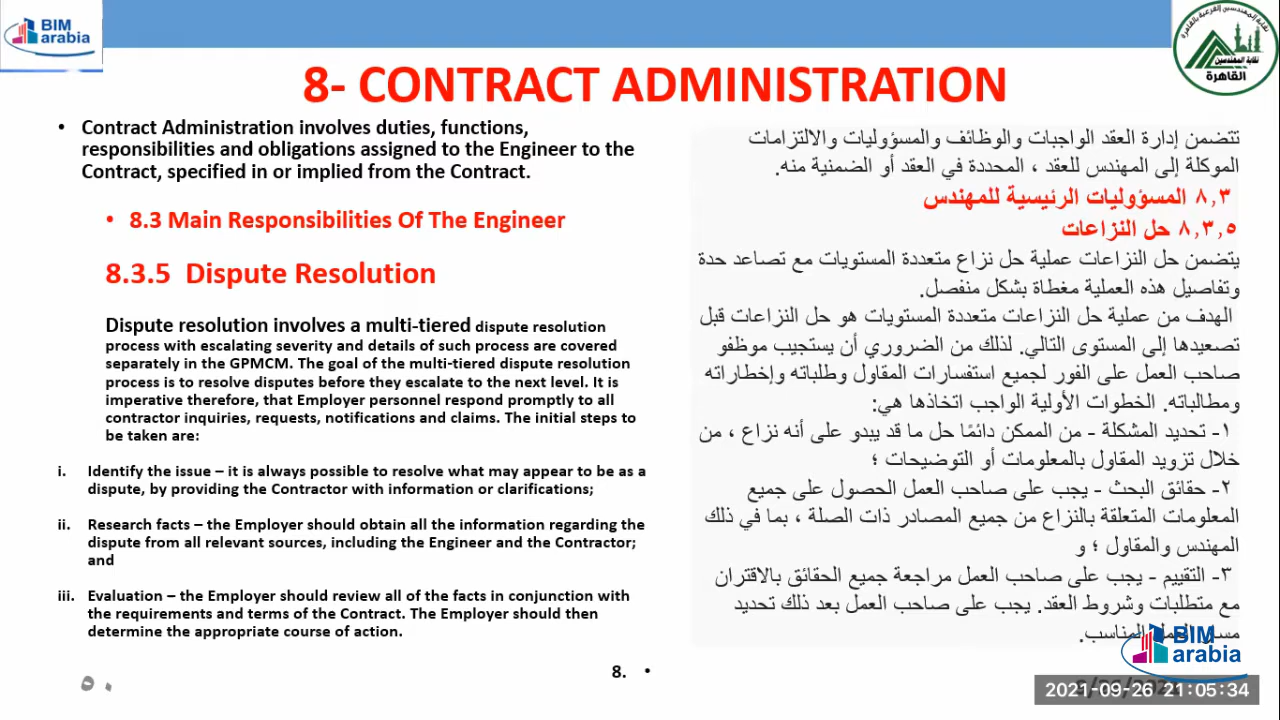 BIM
arabia
نقابة المهندسين الفرعية بالقاهرة
نقابة المهندسين
القاهرة
8- CONTRACT ADMINISTRATION
• Contract Administration involves duties, functions,
responsibilities and obligations assigned to the Engineer to the
Contract, specified in or implied from the Contract.
• 8.3 Main Responsibilities Of The Engineer
8.3.5 Dispute Resolution
Dispute resolution involves a multi-tiered dispute resolution
process with escalating severity and details of such process are covered
separately in the GPMCM. The goal of the multi-tiered dispute resolution
process is to resolve disputes before they escalate to the next level. It is
imperative therefore, that Employer personnel respond promptly to all
contractor inquiries, requests, notifications and claims. The initial steps to
be taken are:
i. Identify the issue – it is always possible to resolve what may appear to be as a
dispute, by providing the Contractor with information or clarifications;
ii. Research facts – the Employer should obtain all the information regarding the
dispute from all relevant sources, including the Engineer and the Contractor;
and
iii. Evaluation – the Employer should review all of the facts in conjunction with
the requirements and terms of the Contract. The Employer should then
determine the appropriate course of action.
تتضمن إدارة العقد الواجبات والوظائف والمسؤوليات والالتزامات
الموكلة إلى المهندس للعقد ، المحددة في العقد أو الضمنية منه.
٨,٣ المسؤوليات الرئيسية للمهندس
٨,٣,٥ حل النزاعات
يتضمن حل النزاعات عملية حل نزاع متعددة المستويات مع تصاعد حدة
وتفاصيل هذه العملية مغطاة بشكل منفصل.
الهدف من عملية حل النزاعات متعددة المستويات هو حل النزاعات قبل
تصعيدها إلى المستوى التالي. لذلك من الضروري أن يستجيب موظفو
صاحب العمل على الفور لجميع استفسارات المقاول وطلباته وإخطاراته
ومطالباته. الخطوات الأولية الواجب اتخاذها هي:
١- تحديد المشكلة - من الممكن دائمًا حل ما قد يبدو على أنه نزاع ، من
خلال تزويد المقاول بالمعلومات أو التوضيحات ؛
٢- حقائق البحث - يجب على صاحب العمل الحصول على جميع
المعلومات المتعلقة بالنزاع من جميع المصادر ذات الصلة ، بما في ذلك
المهندس والمقاول ؛ و
٣- التقييم - يجب على صاحب العمل مراجعة جميع الحقائق بالاقتران
مع متطلبات وشروط العقد. يجب على صاحب العمل بعد ذلك تحديد
مسار العمل المناسب.
BIM
arabia
8. •
٥٠
2021-09-26 21:05:34